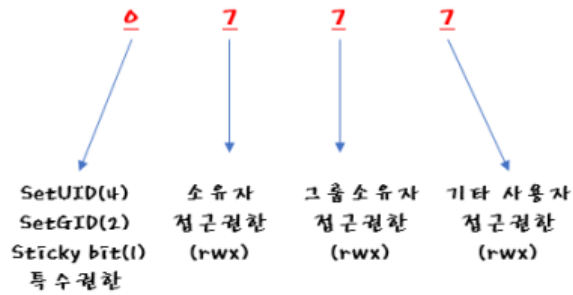 0 7 7 7
SetUID(4) 소유자 그룹소유자 기타 사용자
SetGID(2) 접근권한 접근권한 접근권한
Sticky bit(1) (rwx) (rwx) (rwx)
특수권한